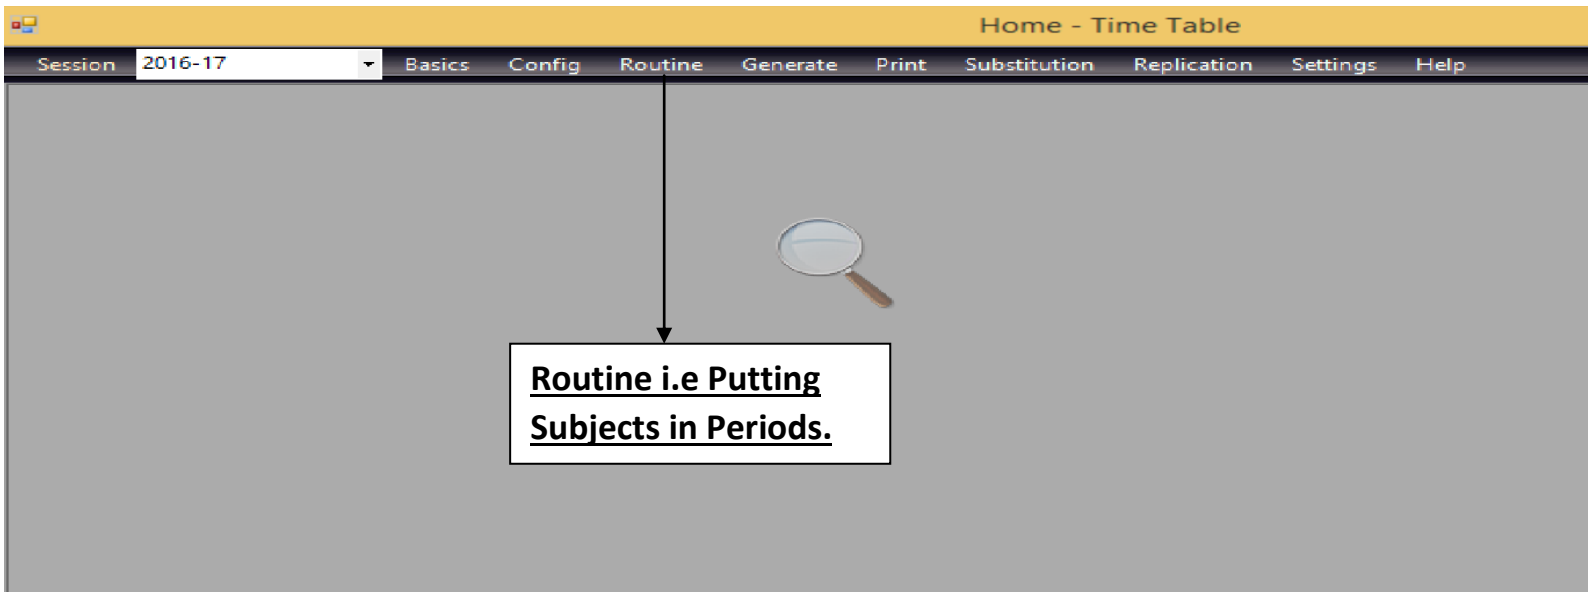 Home - Time Table
Session 2016-17 Basics Config Routine Generate Print Substitution Replication Settings Help
Routine i.e Putting
Subjects in Periods.